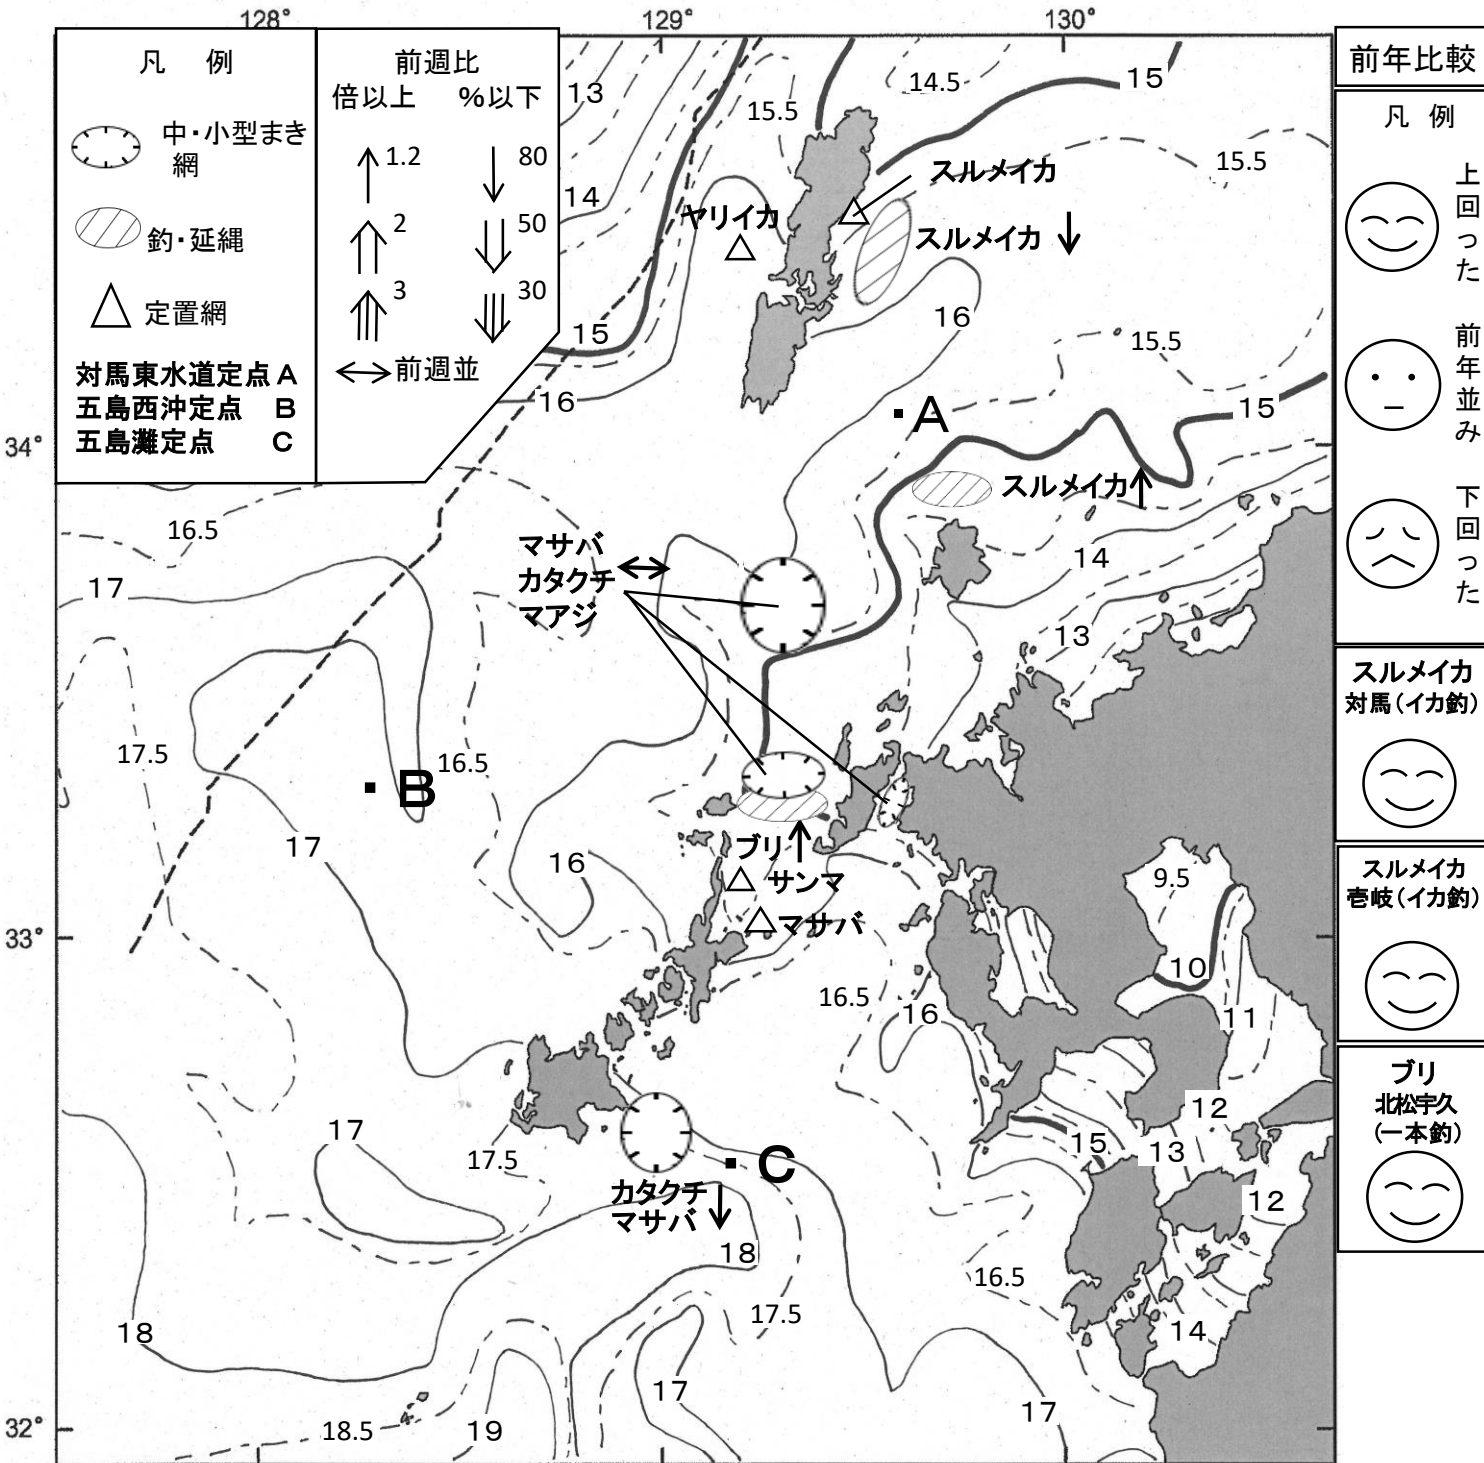 128°
129°
130°
凡 例
中・小型まき
網
釣・延縄
定置網
対馬東水道定点 A
五島西沖定点 B
五島灘定点 C
前週比
倍以上 %以下
1.2
80
2
50
3
30
前週並
前年比較
凡 例
上回った
前年並み
下回った
スルメイカ
対馬(イカ釣)
スルメイカ
壱岐(イカ釣)
ブリ
北松宇久
(一本釣)
13
15.5
14.5
15
15.5
14
スルメイカ
ヤリイカ
スルメイカ
15
16
15.5
16
A
15
34°
スルメイカ
16.5
マサバ
カタクチ
マアジ
14
17
13
17.5
16.5
B
17
16
ブリ
サンマ
マサバ
9.5
33°
10
16.5
16
11
12
17
15
13
17.5
C
カタクチ
マサバ
12
18
16.5
17.5
18
14
17
17
32°
18.5
19